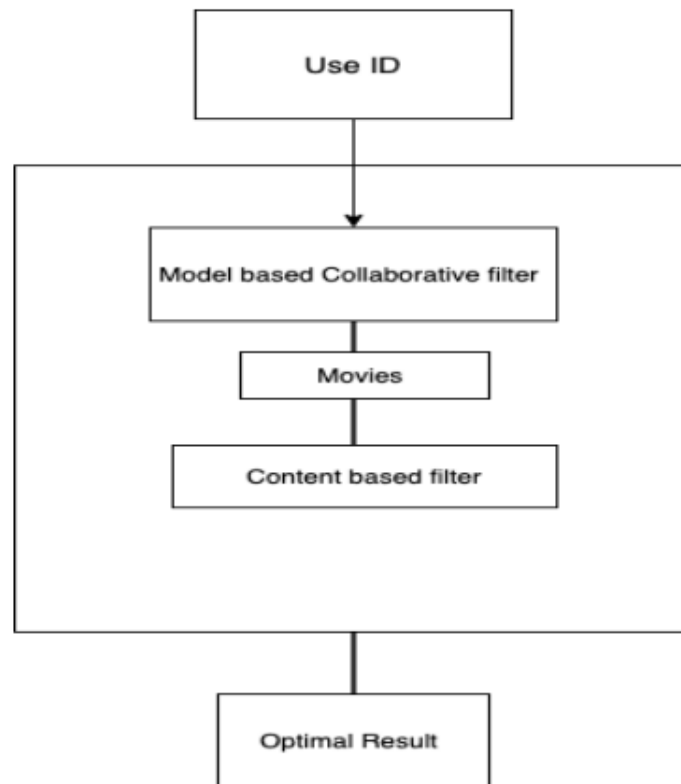 Use ID
Model based Collaborative filter
Movies
Content based filter
Optimal Result